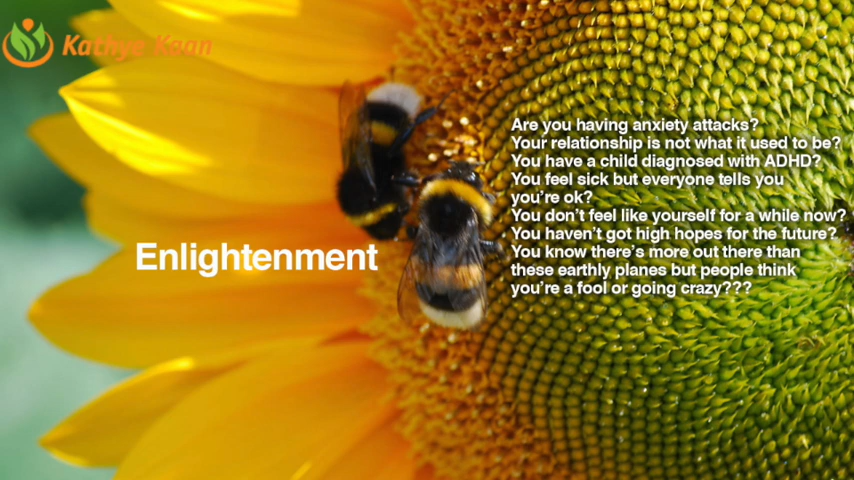 Kathye Kaan
Are you having anxiety attacks?
Your relationship is not what it used to be?
You have a child diagnosed with ADHD?
You feel sick but everyone tells you
you're ok?
You don't feel like yourself for a while now?
You haven't got high hopes for the future?
You know there's more out there than
these earthly planes but people think
you're a fool or going crazy???
Enlightenment